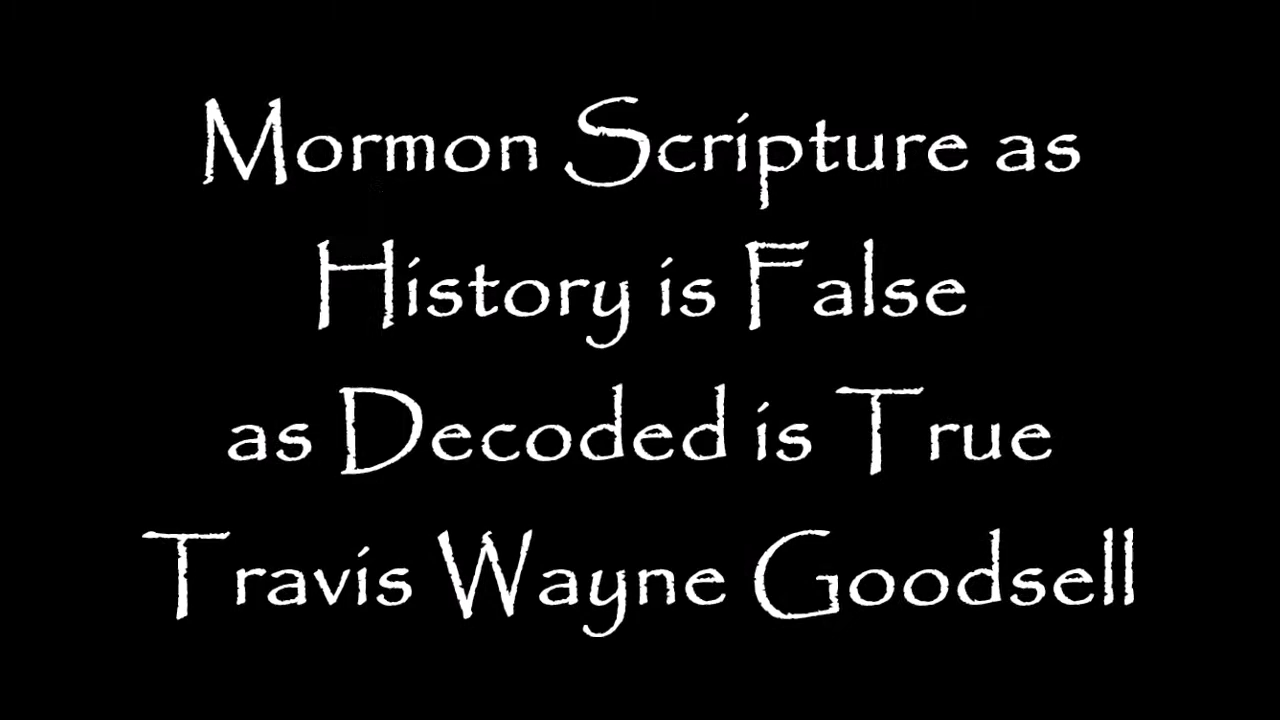 Mormon Scripture as
History is False
as Decoded is True
Travis Wayne Goodsell